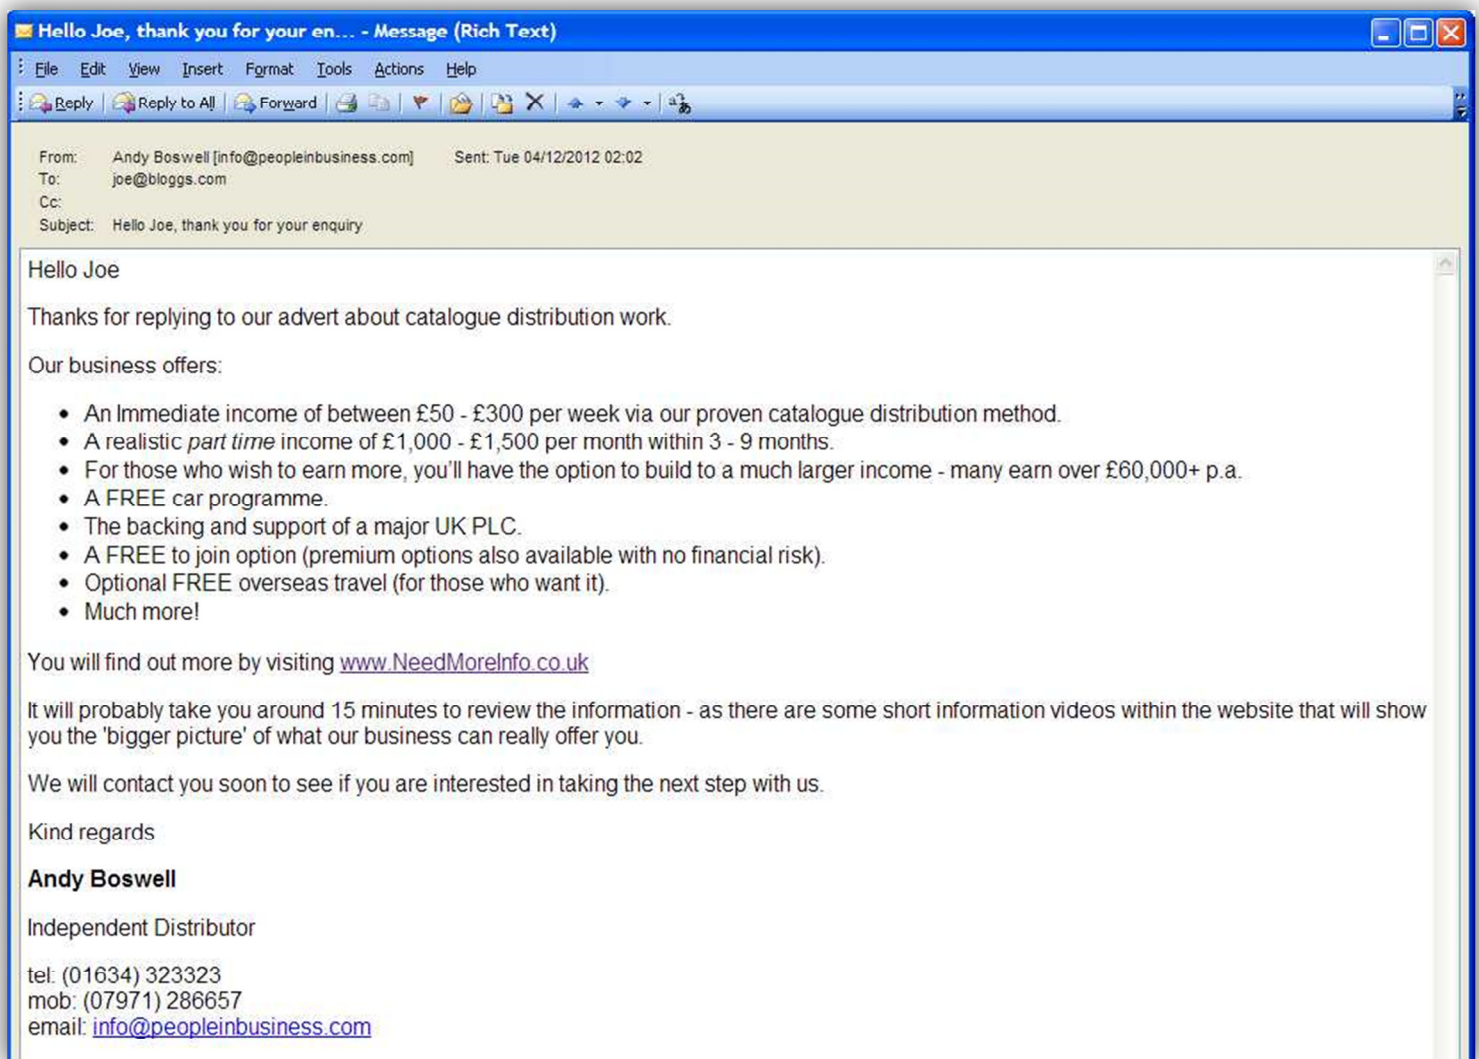 Hello Joe, thank you for your en... - Message (Rich Text)
File Edit View Insert Format Tools Actions Help
Reply Reply to All Forward
From: Andy Boswell [info@peopleinbusiness.com] Sent: Tue 04/12/2012 02:02
To: joe@bloggs.com
Cc:
Subject: Hello Joe, thank you for your enquiry
Hello Joe
Thanks for replying to our advert about catalogue distribution work.
Our business offers:
• An Immediate income of between £50 - £300 per week via our proven catalogue distribution method.
• A realistic part time income of £1,000 - £1,500 per month within 3 - 9 months.
• For those who wish to earn more, you'll have the option to build to a much larger income - many earn over £60,000+ p.a.
• A FREE car programme.
• The backing and support of a major UK PLC.
• A FREE to join option (premium options also available with no financial risk).
• Optional FREE overseas travel (for those who want it).
• Much more!
You will find out more by visiting www.NeedMoreInfo.co.uk
It will probably take you around 15 minutes to review the information - as there are some short information videos within the website that will show
you the 'bigger picture' of what our business can really offer you.
We will contact you soon to see if you are interested in taking the next step with us.
Kind regards
Andy Boswell
Independent Distributor
tel: (01634) 323323
mob: (07971) 286657
email: info@peopleinbusiness.com